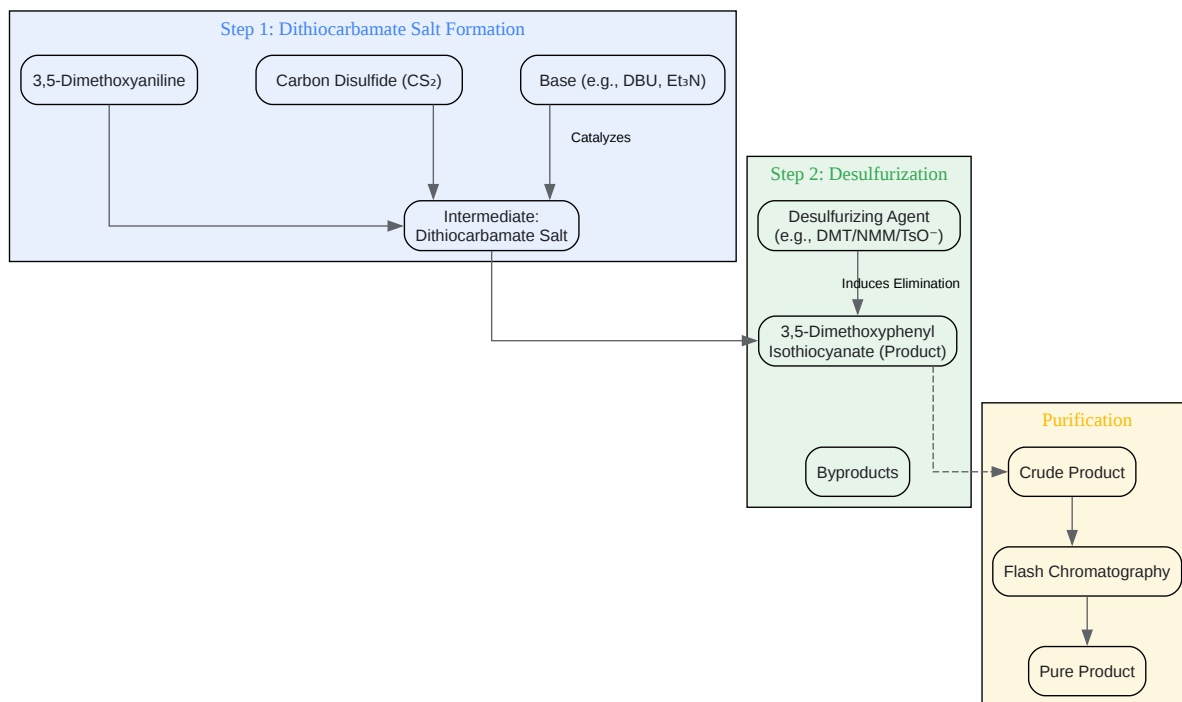 Step 1: Dithiocarbamate Salt Formation
3,5-Dimethoxyaniline
Carbon Disulfide (CS₂)
Base (e.g., DBU, Et₃N)
Catalyzes
Intermediate:
Dithiocarbamate Salt
Step 2: Desulfurization
Desulfurizing Agent
(e.g., DMT/NMM/TsO⁻)
Induces Elimination
3,5-Dimethoxyphenyl
Isothiocyanate (Product)
Byproducts
Purification
Crude Product
Flash Chromatography
Pure Product